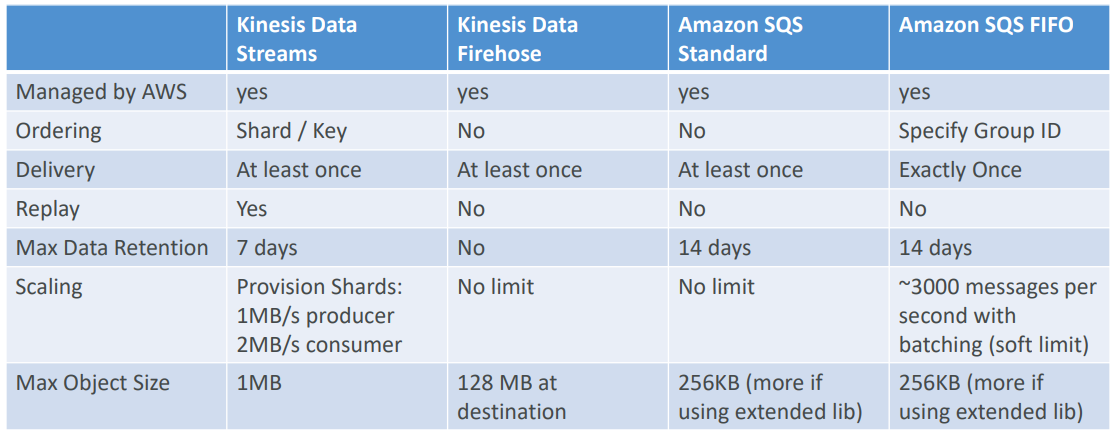 Kinesis Data
Streams
Kinesis Data
Firehose
Amazon SQS
Standard
Amazon SQS FIFO
Managed by AWS
yes
yes
yes
yes
Ordering
Shard / Key
No
No
Specify Group ID
Delivery
At least once
At least once
At least once
Exactly Once
Replay
Yes
No
No
No
Max Data Retention
7 days
No
14 days
14 days
Scaling
Provision Shards:
1MB/s producer
2MB/s consumer
No limit
No limit
~3000 messages per
second with
batching (soft limit)
Max Object Size
1MB
128 MB at
destination
256KB (more if
using extended lib)
256KB (more if
using extended lib)